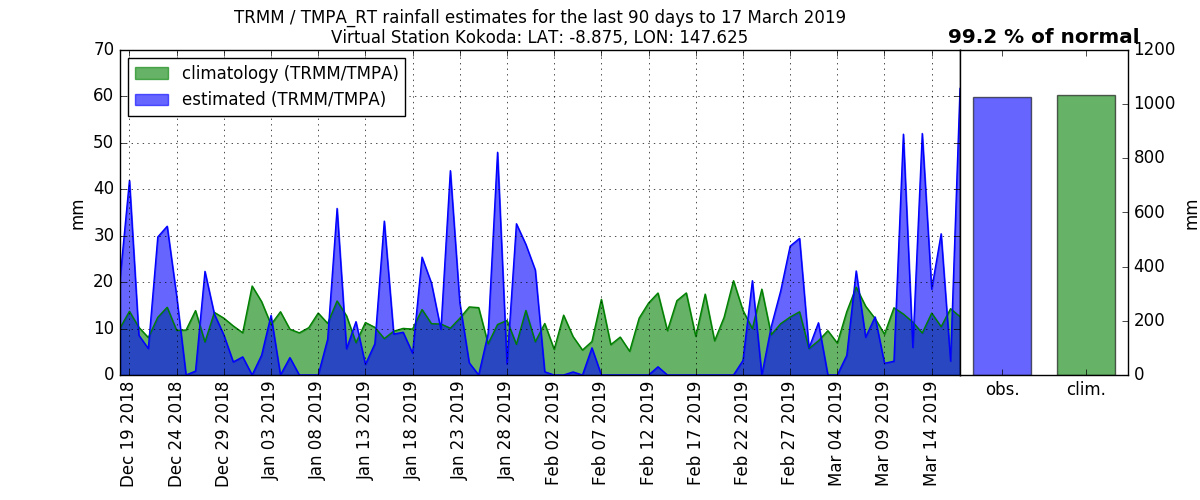 TRMM / TMPA_RT rainfall estimates for the last 90 days to 17 March 2019
Virtual Station Kokoda: LAT: -8.875, LON: 147.625
99.2 % of normal
climatology (TRMM/TMPA)
estimated (TRMM/TMPA)
70
60
50
40
30
20
10
0
mm
1200
1000
800
600
400
200
0
mm
Dec 19 2018
Dec 24 2018
Dec 29 2018
Jan 03 2019
Jan 08 2019
Jan 13 2019
Jan 18 2019
Jan 23 2019
Jan 28 2019
Feb 02 2019
Feb 07 2019
Feb 12 2019
Feb 17 2019
Feb 22 2019
Feb 27 2019
Mar 04 2019
Mar 09 2019
Mar 14 2019
obs.
clim.